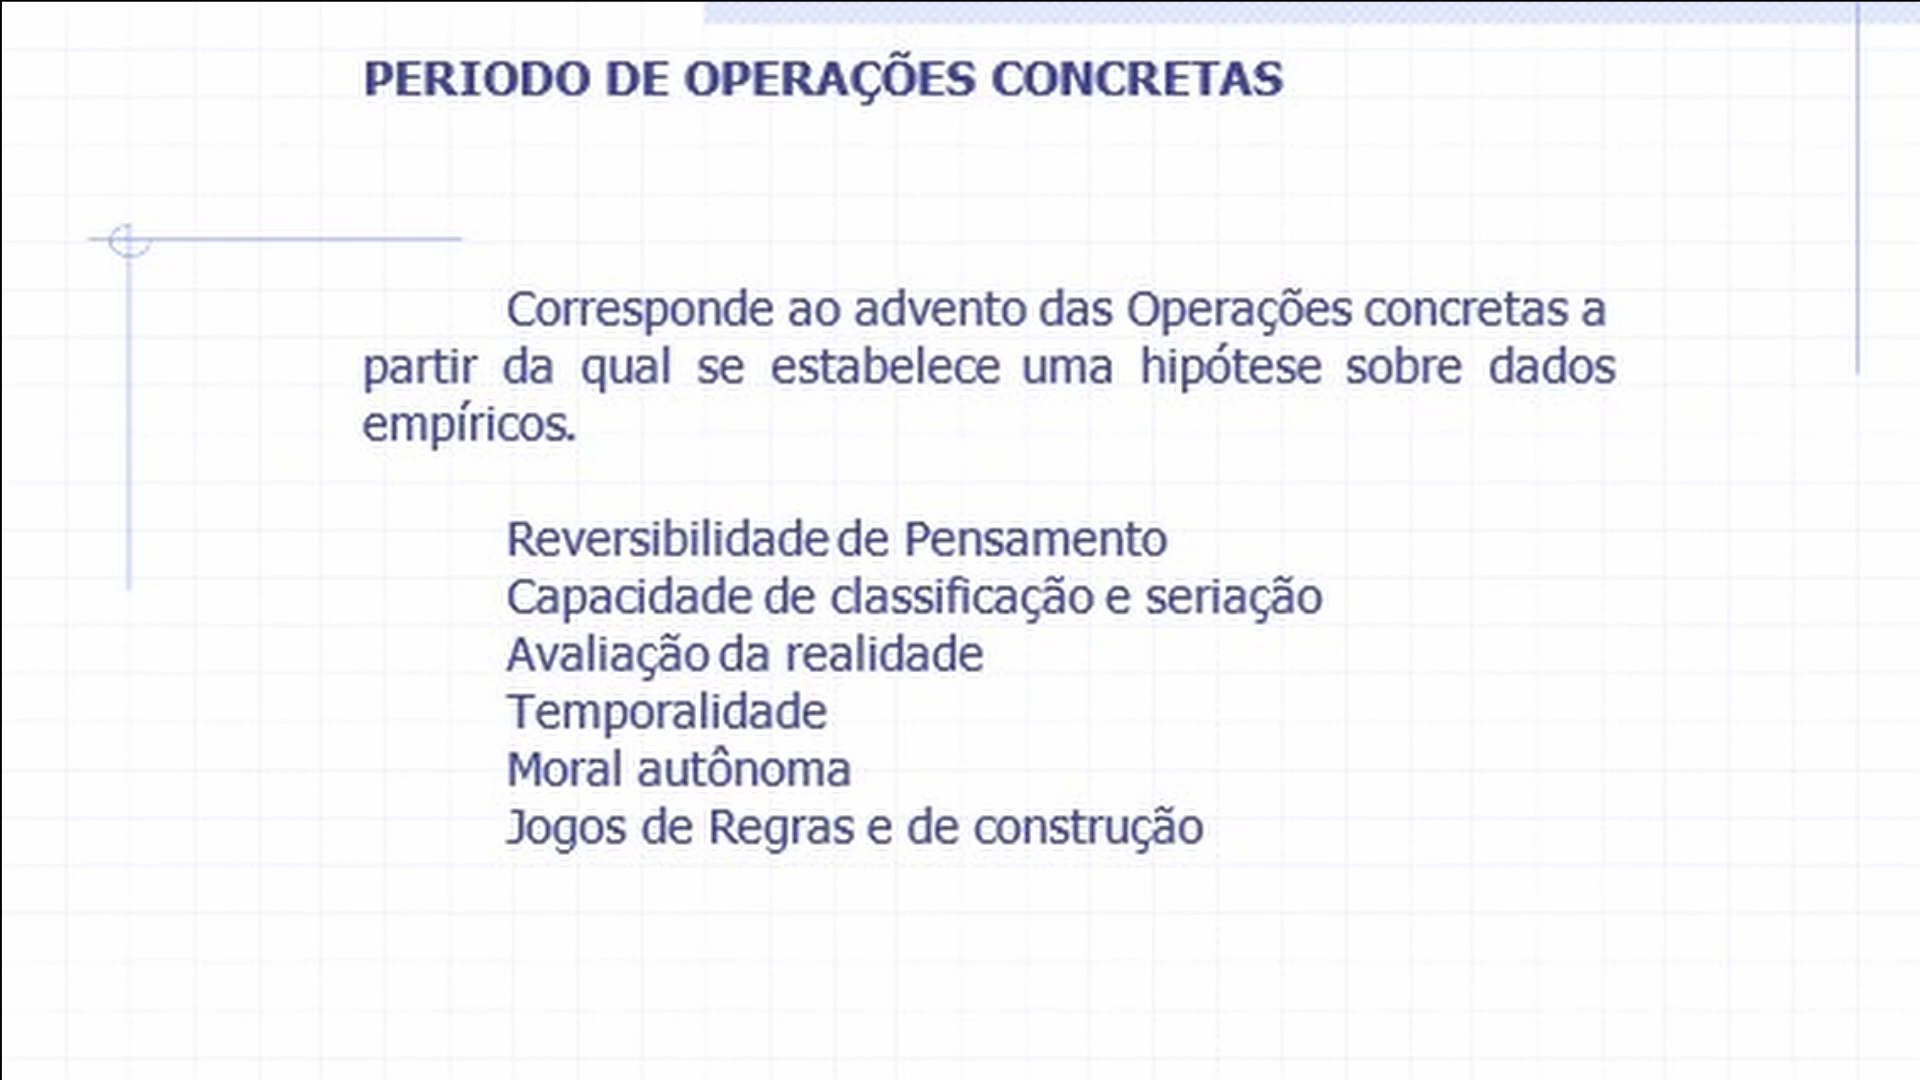 PERIODO DE OPERAÇÕES CONCRETAS
Corresponde ao advento das Operações concretas a
partir da qual se estabelece uma hipótese sobre dados
empíricos.
Reversibilidade de Pensamento
Capacidade de classificação e seriação
Avaliação da realidade
Temporalidade
Moral autônoma
Jogos de Regras e de construção